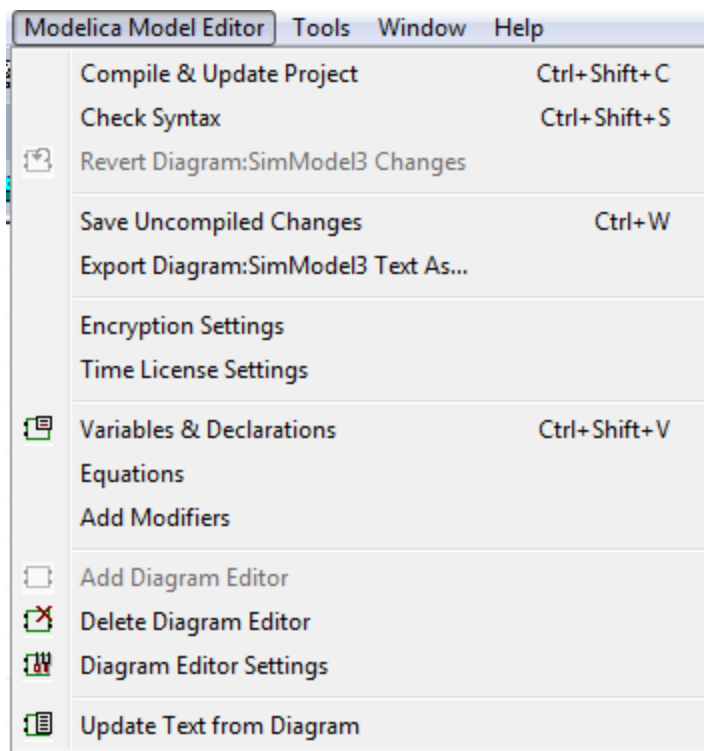 Modelica Model Editor Tools Window Help
Compile & Update Project Ctrl+Shift+C
Check Syntax Ctrl+Shift+S
Revert Diagram:SimModel3 Changes
Save Uncompiled Changes Ctrl+W
Export Diagram:SimModel3 Text As...
Encryption Settings
Time License Settings
Variables & Declarations Ctrl+Shift+V
Equations
Add Modifiers
Add Diagram Editor
Delete Diagram Editor
Diagram Editor Settings
Update Text from Diagram